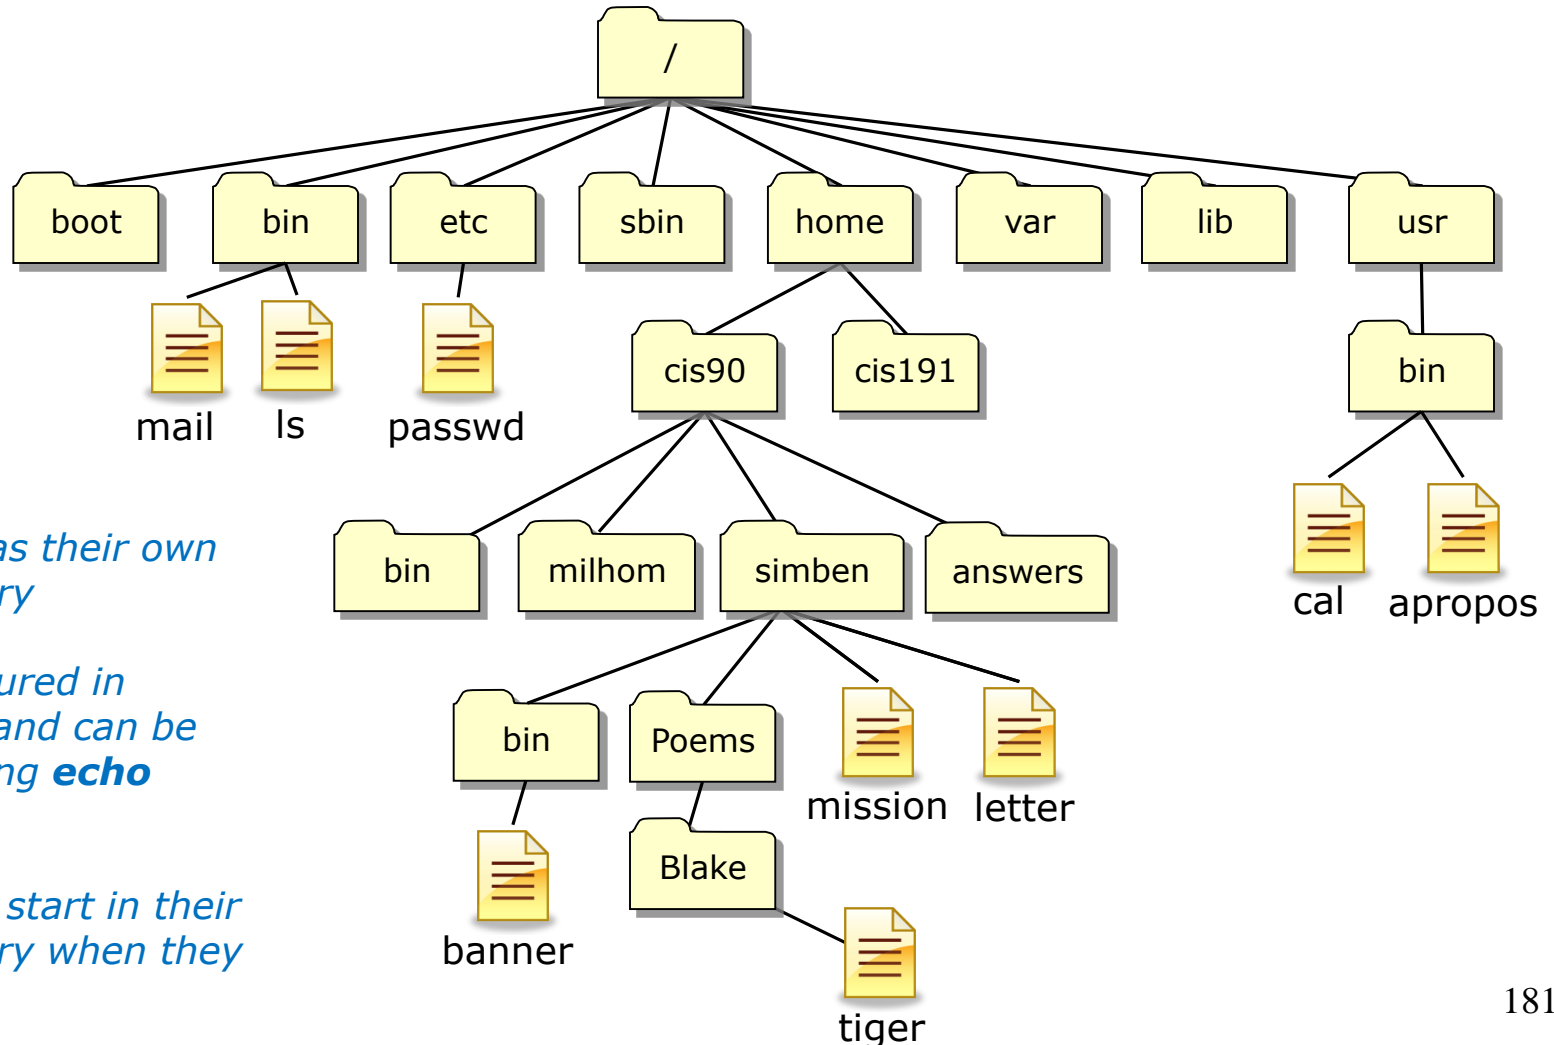 /
boot bin etc sbin home var lib usr
mail ls passwd
cis90 cis191 bin
cal apropos
bin milhom simben answers
as their own
ry
ured in
and can be
ng echo
start in their
ry when they
bin Poems mission letter
banner Blake
tiger
181